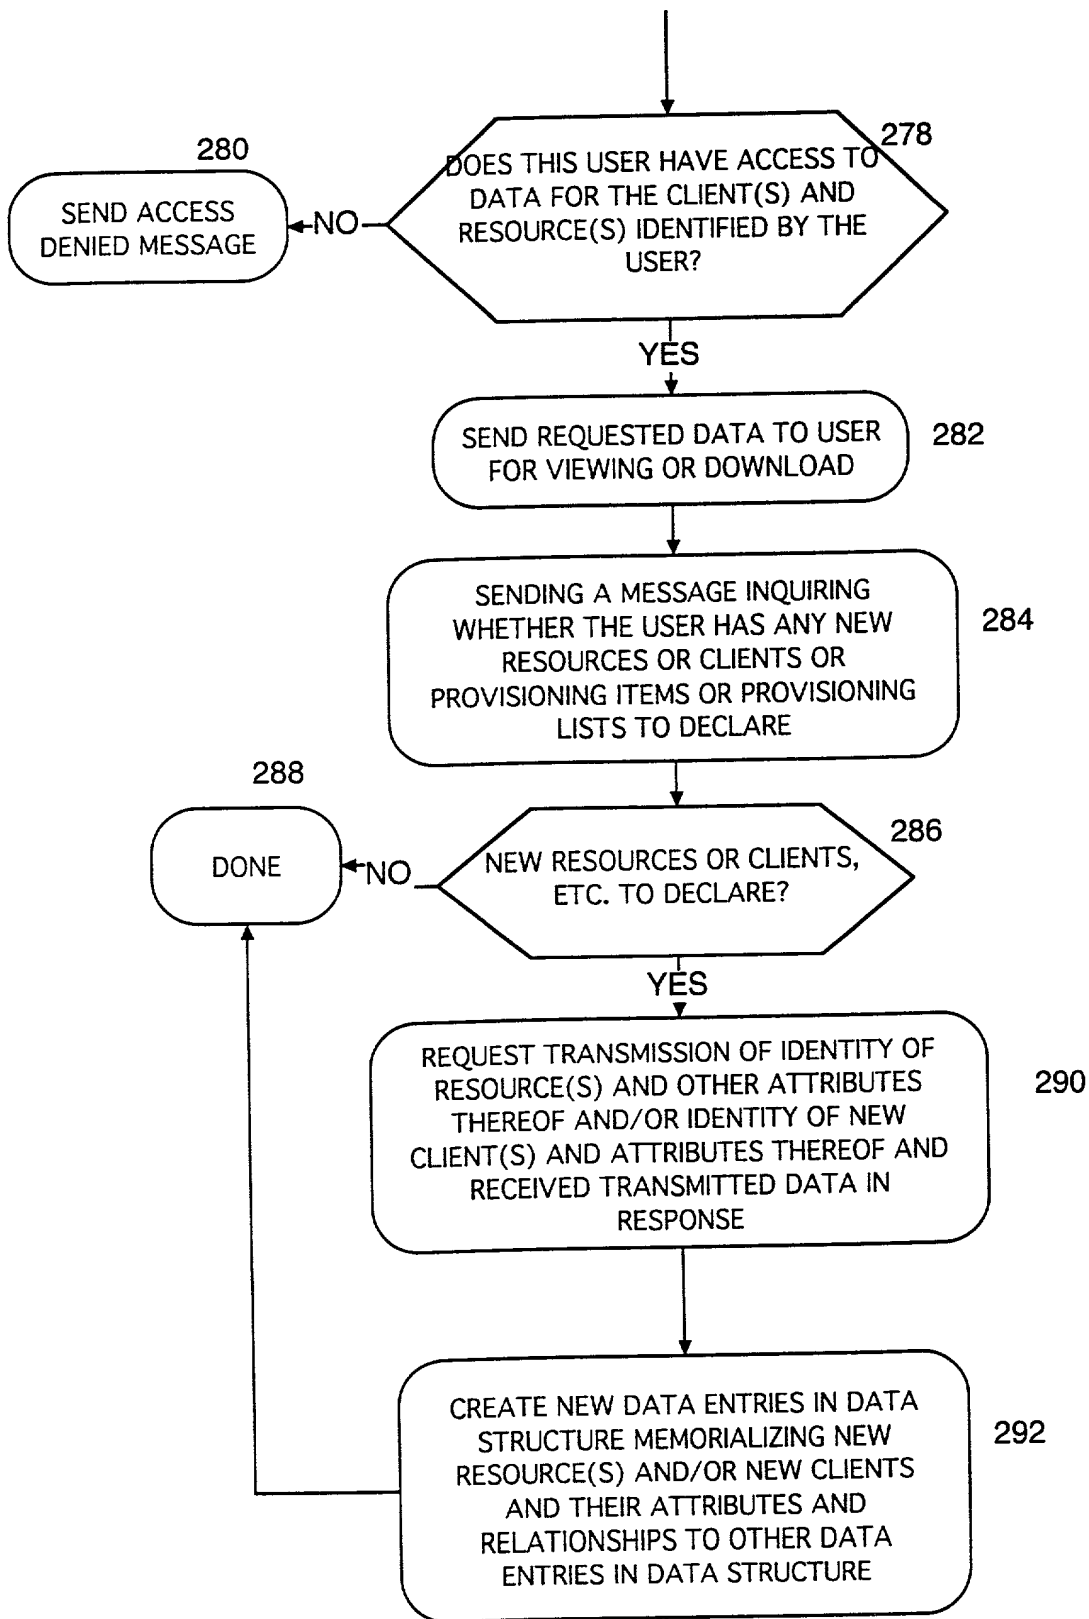 278
DOES THIS USER HAVE ACCESS TO
DATA FOR THE CLIENT(S) AND
RESOURCE(S) IDENTIFIED BY THE
USER?
280
SEND ACCESS
DENIED MESSAGE
NO
YES
SEND REQUESTED DATA TO USER
FOR VIEWING OR DOWNLOAD
282
SENDING A MESSAGE INQUIRING
WHETHER THE USER HAS ANY NEW
RESOURCES OR CLIENTS OR
PROVISIONING ITEMS OR PROVISIONING
LISTS TO DECLARE
284
288
DONE
NO
286
NEW RESOURCES OR CLIENTS,
ETC. TO DECLARE?
YES
REQUEST TRANSMISSION OF IDENTITY OF
RESOURCE(S) AND OTHER ATTRIBUTES
THEREOF AND/OR IDENTITY OF NEW
CLIENT(S) AND ATTRIBUTES THEREOF AND
RECEIVED TRANSMITTED DATA IN
RESPONSE
290
CREATE NEW DATA ENTRIES IN DATA
STRUCTURE MEMORIALIZING NEW
RESOURCE(S) AND/OR NEW CLIENTS
AND THEIR ATTRIBUTES AND
RELATIONSHIPS TO OTHER DATA
ENTRIES IN DATA STRUCTURE
292